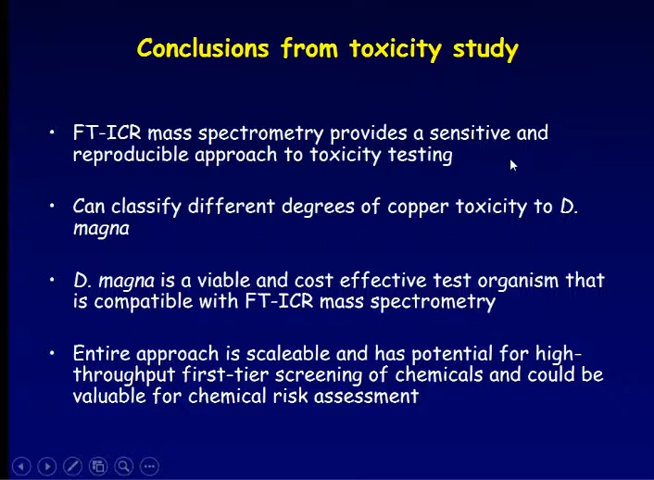 Conclusions from toxicity study
• FT-ICR mass spectrometry provides a sensitive and
reproducible approach to toxicity testing
• Can classify different degrees of copper toxicity to D.
magna
• D. magna is a viable and cost effective test organism that
is compatible with FT-ICR mass spectrometry
• Entire approach is scaleable and has potential for high-
throughput first-tier screening of chemicals and could be
valuable for chemical risk assessment